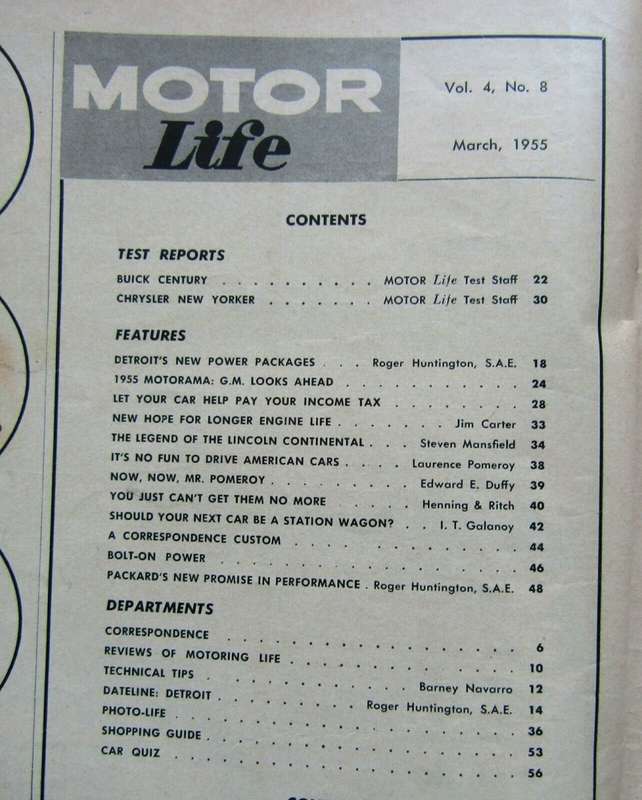 MOTOR
Life
Vol. 4, No. 8
March, 1955
CONTENTS
TEST REPORTS
BUICK CENTURY . . . . . . . . . . MOTOR Life Test Staff 22
CHRYSLER NEW YORKER . . . . . . . MOTOR Life Test Staff 30
FEATURES
DETROIT'S NEW POWER PACKAGES . . . Roger Huntington, S.A.E. 18
1955 MOTORAMA: G.M. LOOKS AHEAD . . . . . . . . . . . 24
LET YOUR CAR HELP PAY YOUR INCOME TAX . . . . . . . . 28
NEW HOPE FOR LONGER ENGINE LIFE . . . . . . . Jim Carter 33
THE LEGEND OF THE LINCOLN CONTINENTAL . . . Steven Mansfield 34
IT'S NO FUN TO DRIVE AMERICAN CARS . . . . Laurence Pomeroy 38
NOW, NOW, MR. POMEROY . . . . . . . . Edward E. Duffy 39
YOU JUST CAN'T GET THEM NO MORE . . . . Henning & Ritch 40
SHOULD YOUR NEXT CAR BE A STATION WAGON? . . I. T. Galanoy 42
A CORRESPONDENCE CUSTOM . . . . . . . . . . . 44
BOLT-ON POWER . . . . . . . . . . . . . . 46
PACKARD'S NEW PROMISE IN PERFORMANCE . Roger Huntington, S.A.E. 48
DEPARTMENTS
CORRESPONDENCE . . . . . . . . . . . . . . 6
REVIEWS OF MOTORING LIFE . . . . . . . . . . . 10
TECHNICAL TIPS . . . . . . . . . . Barney Navarro 12
DATELINE: DETROIT . . . . . . . Roger Huntington, S.A.E. 14
PHOTO-LIFE . . . . . . . . . . . . . . . . 36
SHOPPING GUIDE . . . . . . . . . . . . . . 53
CAR QUIZ . . . . . . . . . . . . . . . . 56